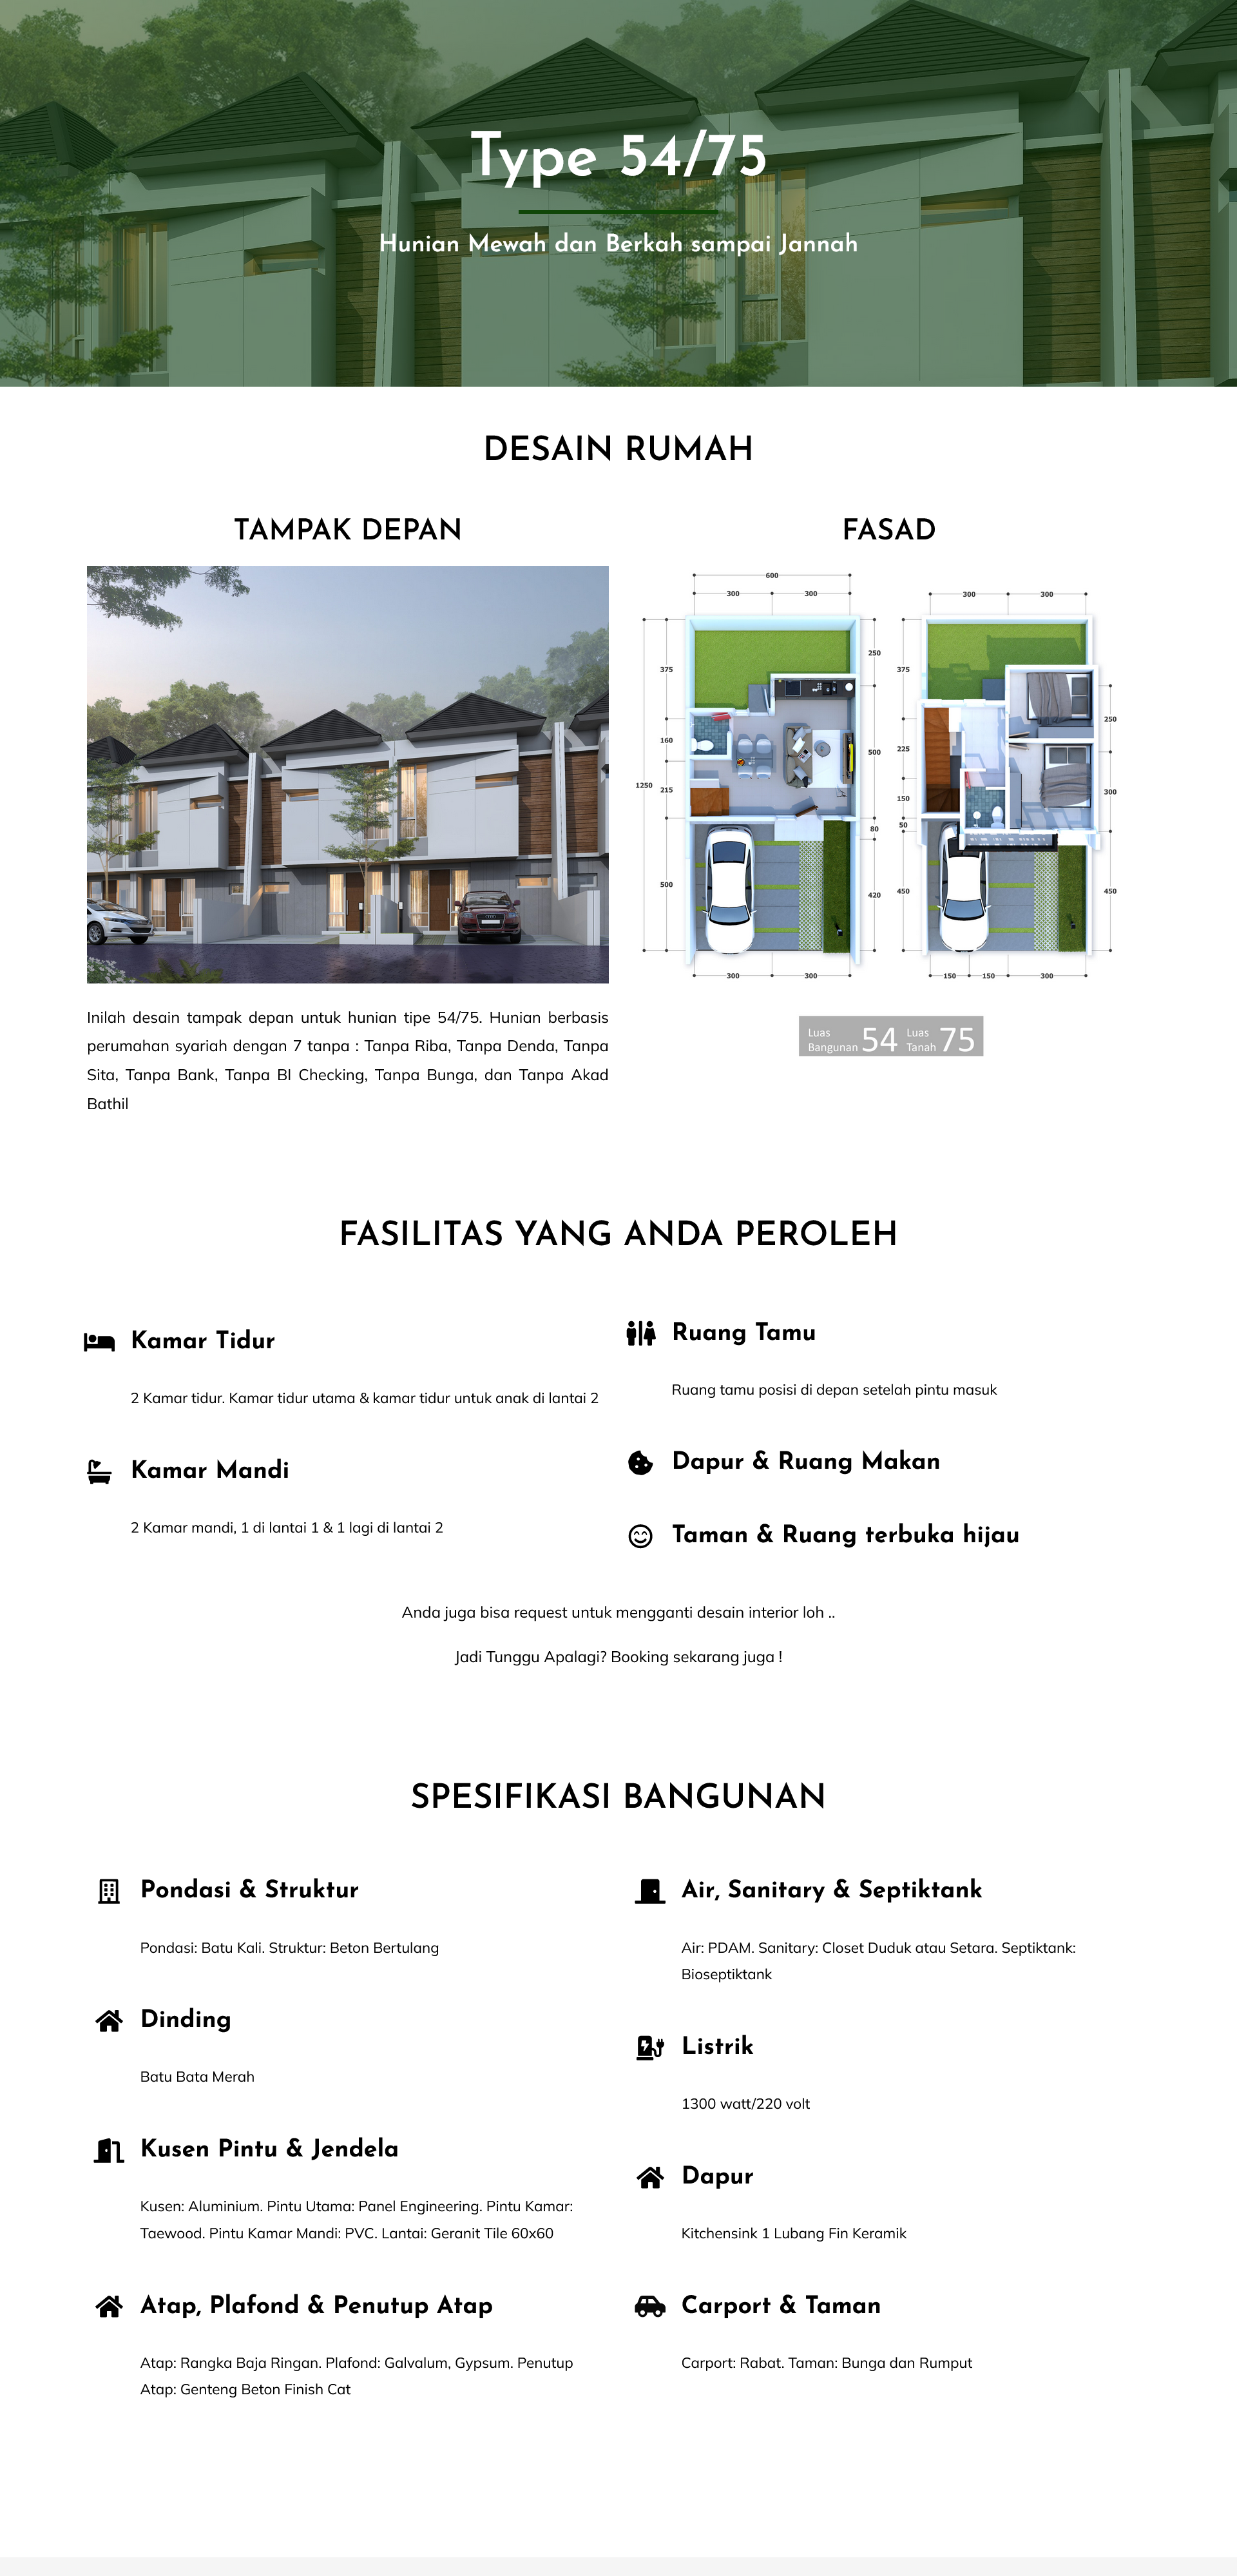 Type 54/75
Hunian Mewah dan Berkah sampai Jannah
DESAIN RUMAH
TAMPAK DEPAN
Inilah desain tampak depan untuk hunian tipe 54/75. Hunian berbasis
perumahan syariah dengan 7 tanpa : Tanpa Riba, Tanpa Denda, Tanpa
Sita, Tanpa Bank, Tanpa BI Checking, Tanpa Bunga, dan Tanpa Akad
Bathil
FASAD
600
300 300
300 300
375
160
1250
215
500
250
500
80
420
375
225
150
50
450
250
300
450
300 300
150 150 300
Luas Bangunan 54 Luas Tanah 75
FASILITAS YANG ANDA PEROLEH
Kamar Tidur
2 Kamar tidur. Kamar tidur utama & kamar tidur untuk anak di lantai 2
Kamar Mandi
2 Kamar mandi, 1 di lantai 1 & 1 lagi di lantai 2
Ruang Tamu
Ruang tamu posisi di depan setelah pintu masuk
Dapur & Ruang Makan
Taman & Ruang terbuka hijau
Anda juga bisa request untuk mengganti desain interior loh ..
Jadi Tunggu Apalagi? Booking sekarang juga !
SPESIFIKASI BANGUNAN
Pondasi & Struktur
Pondasi: Batu Kali. Struktur: Beton Bertulang
Dinding
Batu Bata Merah
Kusen Pintu & Jendela
Kusen: Aluminium. Pintu Utama: Panel Engineering. Pintu Kamar:
Taewood. Pintu Kamar Mandi: PVC. Lantai: Geranit Tile 60x60
Atap, Plafond & Penutup Atap
Atap: Rangka Baja Ringan. Plafond: Galvalum, Gypsum. Penutup
Atap: Genteng Beton Finish Cat
Air, Sanitary & Septiktank
Air: PDAM. Sanitary: Closet Duduk atau Setara. Septiktank:
Bioseptiktank
Listrik
1300 watt/220 volt
Dapur
Kitchensink 1 Lubang Fin Keramik
Carport & Taman
Carport: Rabat. Taman: Bunga dan Rumput